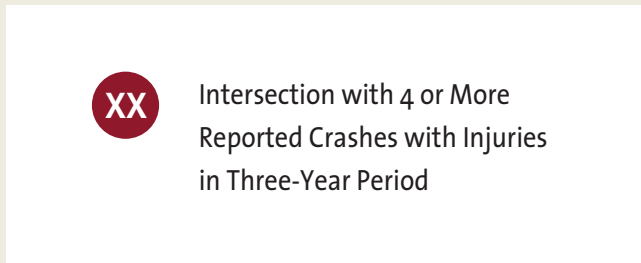 XX
Intersection with 4 or More
Reported Crashes with Injuries
in Three-Year Period